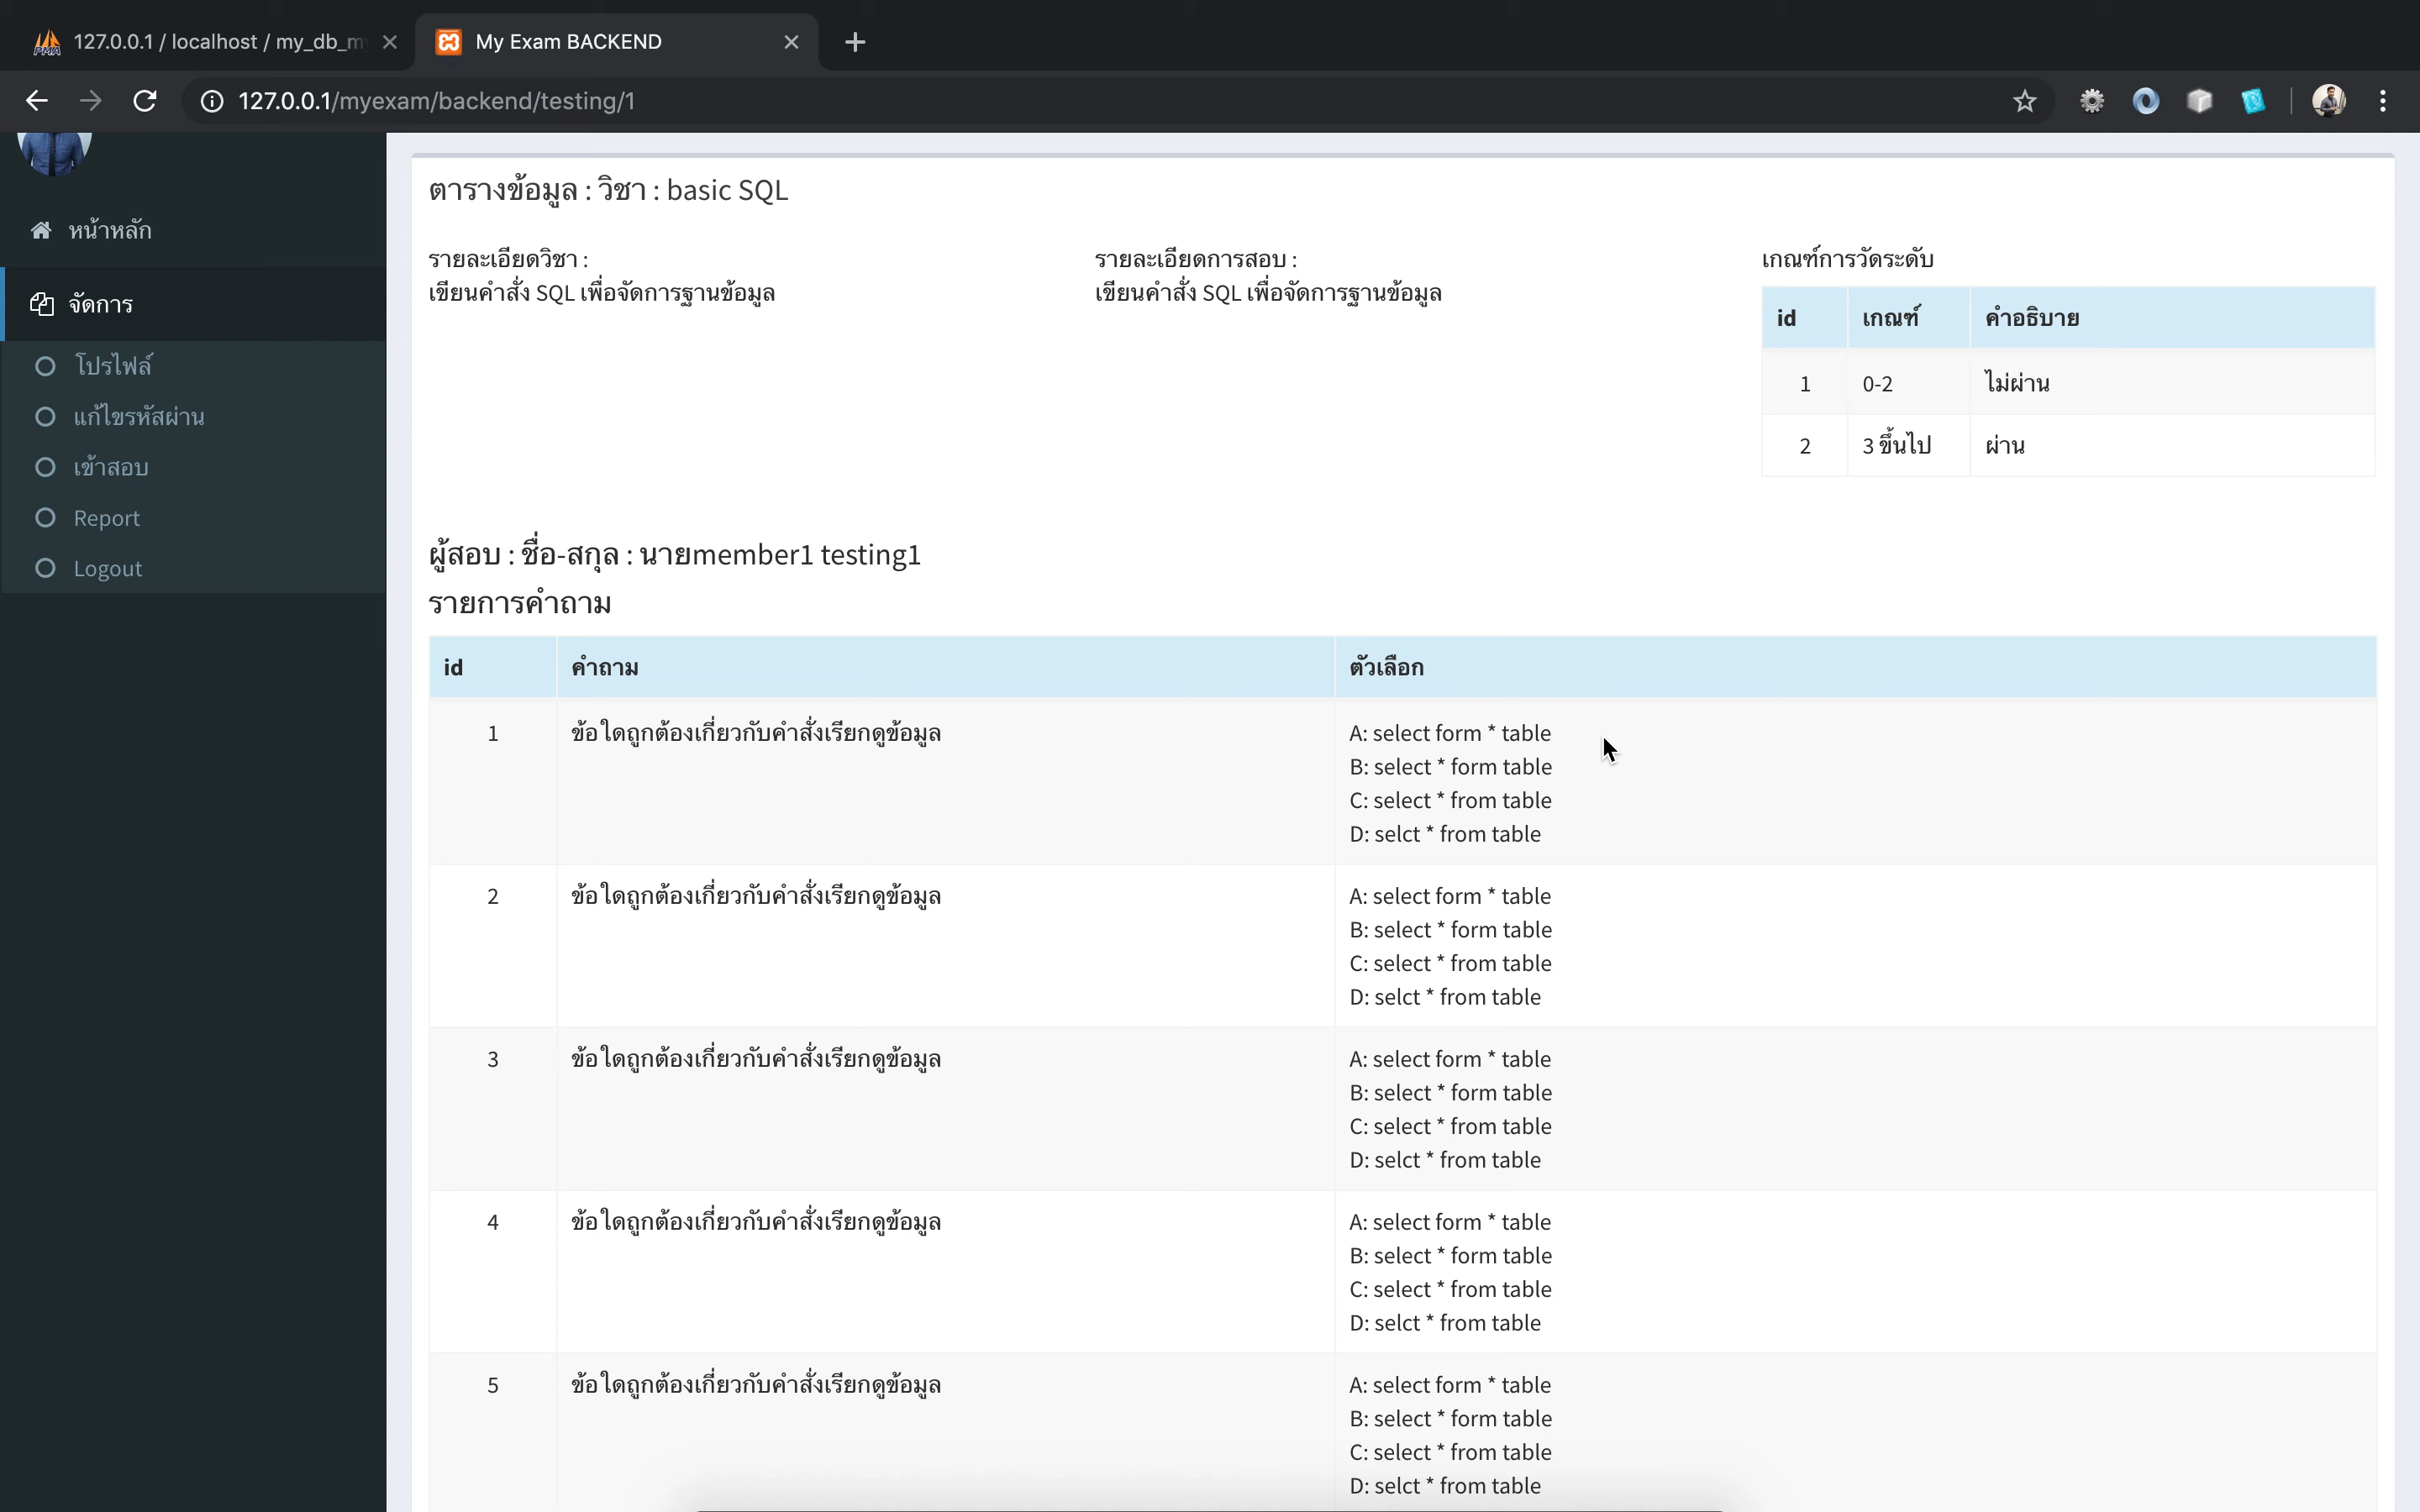 127.0.0.1 / localhost / my_db_m
My Exam BACKEND
127.0.0.1/myexam/backend/testing/1
หน้าหลัก
จัดการ
โปรไฟล์
แก้ไขรหัสผ่าน
เข้าสอบ
Report
Logout
ตารางข้อมูล : วิชา : basic SQL
รายละเอียดวิชา :
เขียนคำสั่ง SQL เพื่อจัดการฐานข้อมูล
รายละเอียดการสอบ :
เขียนคำสั่ง SQL เพื่อจัดการฐานข้อมูล
เกณฑ์การวัดระดับ
id เกณฑ์ คำอธิบาย
1 0-2 ไม่ผ่าน
2 3 ขึ้นไป ผ่าน
ผู้สอบ : ชื่อ-สกุล : นายmember1 testing1
รายการคำถาม
id คำถาม ตัวเลือก
1 ข้อใดถูกต้องเกี่ยวกับคำสั่งเรียกดูข้อมูล A: select form * table
B: select * form table
C: select * from table
D: selct * from table
2 ข้อใดถูกต้องเกี่ยวกับคำสั่งเรียกดูข้อมูล A: select form * table
B: select * form table
C: select * from table
D: selct * from table
3 ข้อใดถูกต้องเกี่ยวกับคำสั่งเรียกดูข้อมูล A: select form * table
B: select * form table
C: select * from table
D: selct * from table
4 ข้อใดถูกต้องเกี่ยวกับคำสั่งเรียกดูข้อมูล A: select form * table
B: select * form table
C: select * from table
D: selct * from table
5 ข้อใดถูกต้องเกี่ยวกับคำสั่งเรียกดูข้อมูล A: select form * table
B: select * form table
C: select * from table
D: selct * from table